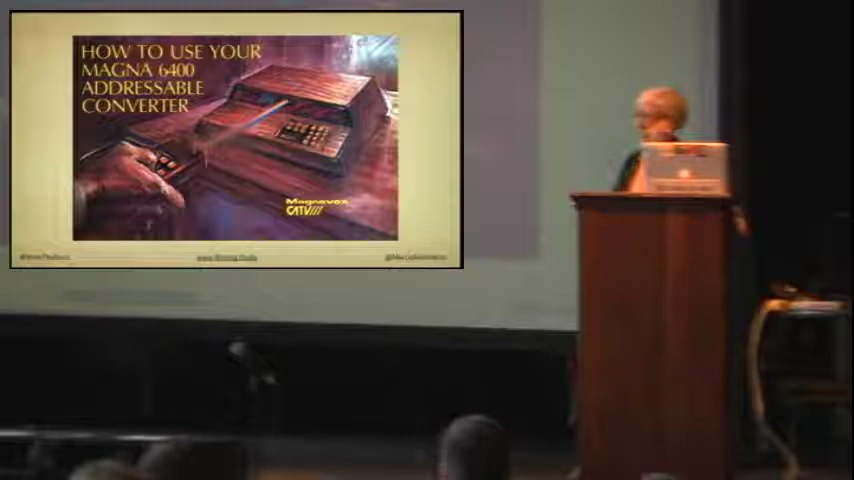 HOW TO USE YOUR
MAGNA 6400
ADDRESSABLE
CONVERTER
Magnavox
CATV